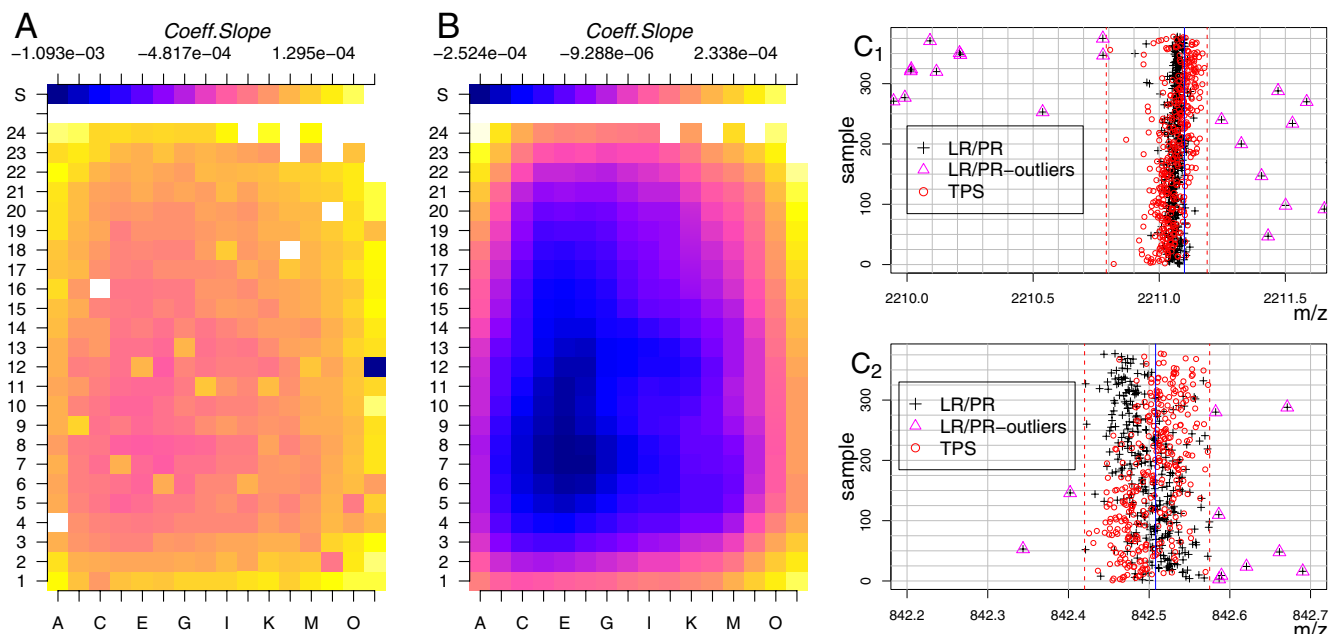 A
Coeff.Slope
−1.093e−03 −4.817e−04 1.295e−04
S
24
23
22
21
20
19
18
17
16
15
14
13
12
11
10
9
8
7
6
5
4
3
2
1
A C E G I K M O
B
Coeff.Slope
−2.524e−04 −9.288e−06 2.338e−04
S
24
23
22
21
20
19
18
17
16
15
14
13
12
11
10
9
8
7
6
5
4
3
2
1
A C E G I K M O
C1
sample
0 100 200 300
LR/PR
LR/PR−outliers
TPS
2210.0 2210.5 2211.0 2211.5
m/z
C2
sample
0 100 200 300
LR/PR
LR/PR−outliers
TPS
842.2 842.3 842.4 842.5 842.6 842.7
m/z